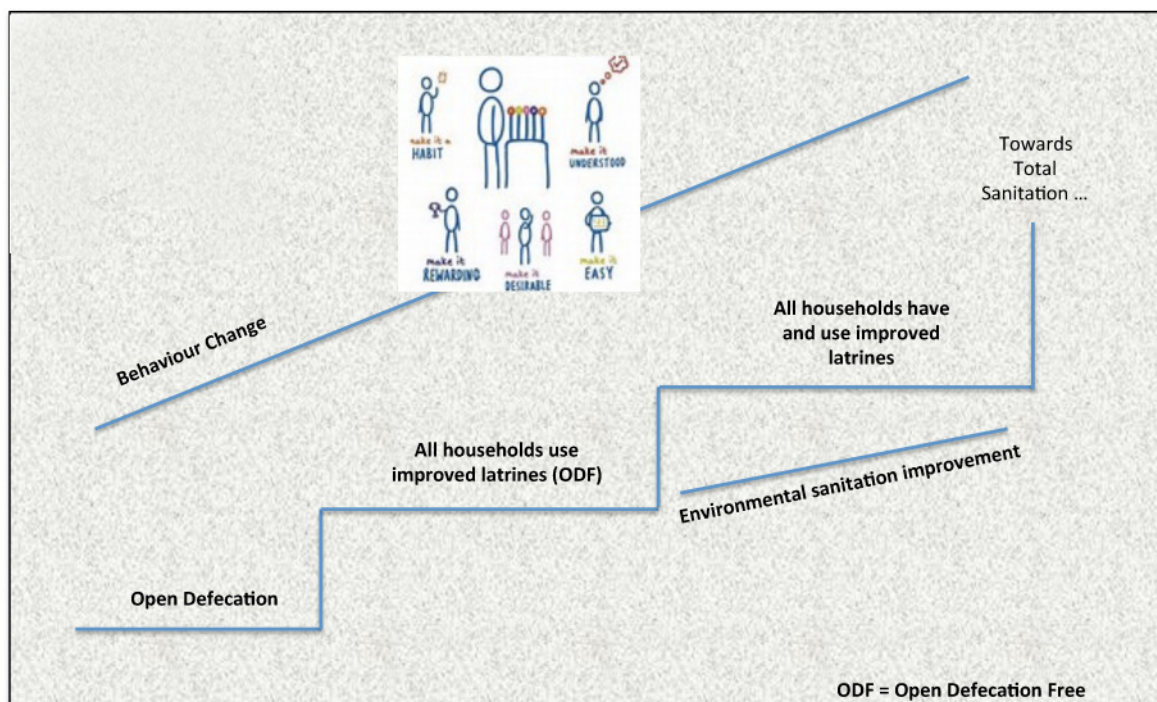 make it a
HABIT
make it
UNDERSTOOD
make it
REWARDING
make it
DESIRABLE
make it
EASY
Towards
Total
Sanitation ...
Behaviour Change
All households have
and use improved
latrines
All households use
improved latrines (ODF)
Environmental sanitation improvement
Open Defecation
ODF = Open Defecation Free